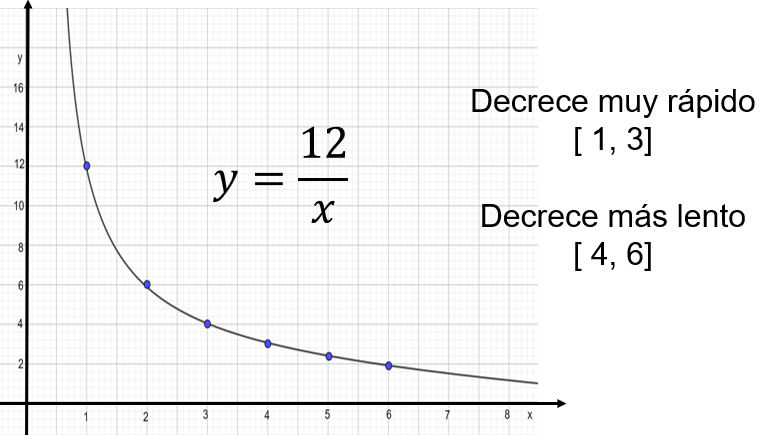 y
16
14
12
10
8
6
4
2
1 2 3 4 5 6 7 8 x
y = 12/x
Decrece muy rápido
[ 1, 3]
Decrece más lento
[ 4, 6]